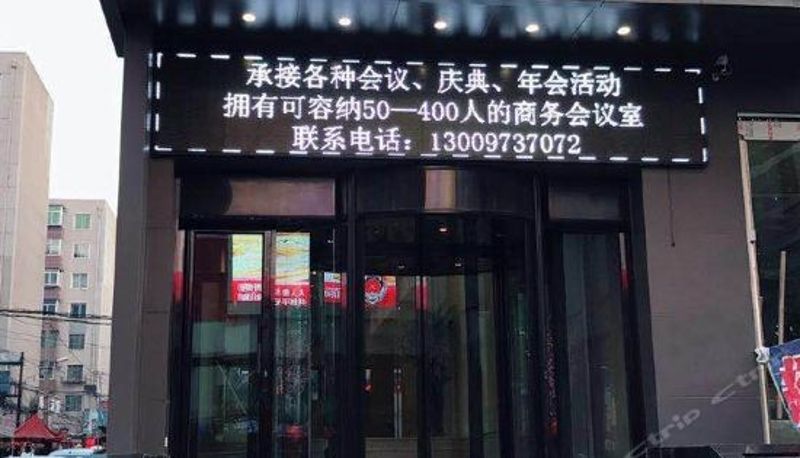 承接各种会议、庆典、年会活动
拥有可容纳50—400人的商务会议室
联系电话：13009737072